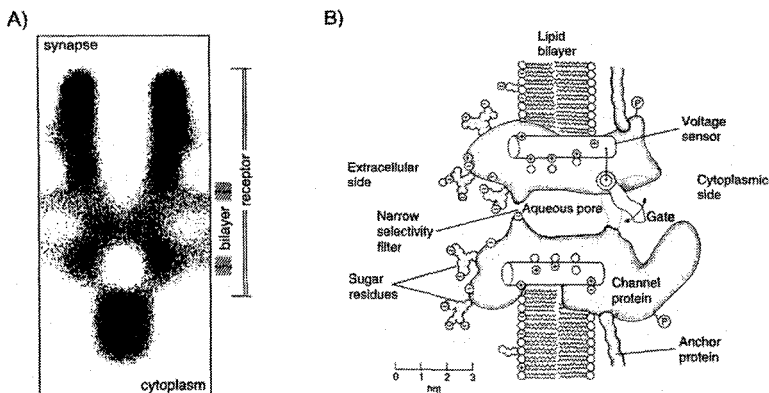 A)
synapse
receptor
bilayer
cytoplasm
B)
Lipid
bilayer
P
Voltage
sensor
Extracellular
side
Cytoplasmic
side
Aqueous pore
Narrow
selectivity
filter
Gate
Sugar
residues
Channel
protein
P
Anchor
protein
0 1 2 3
nm